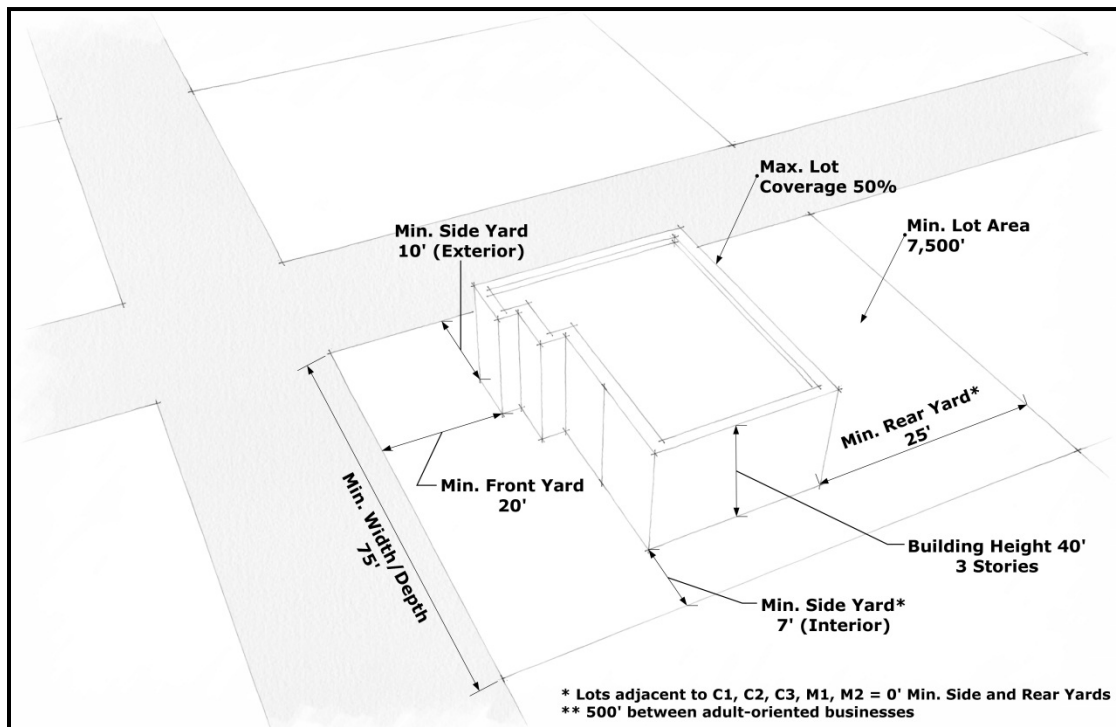 Max. Lot
Coverage 50%
Min. Side Yard
10' (Exterior)
Min. Lot Area
7,500'
Min. Rear Yard*
25'
Min. Front Yard
20'
Min. Width/Depth
75'
Building Height 40'
3 Stories
Min. Side Yard*
7' (Interior)
* Lots adjacent to C1, C2, C3, M1, M2 = 0' Min. Side and Rear Yards
** 500' between adult-oriented businesses